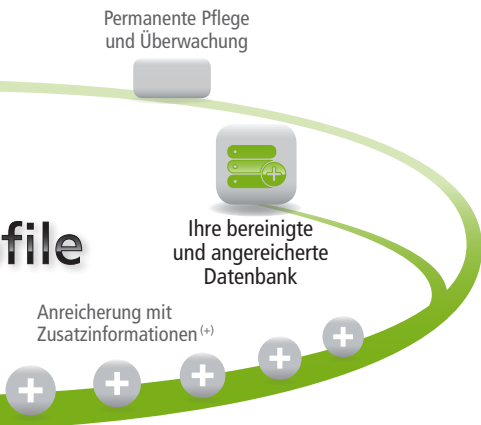 Permanente Pflege
und Überwachung
Ihre bereinigte
und angereicherte
Datenbank
file
Anreicherung mit
Zusatzinformationen (+)